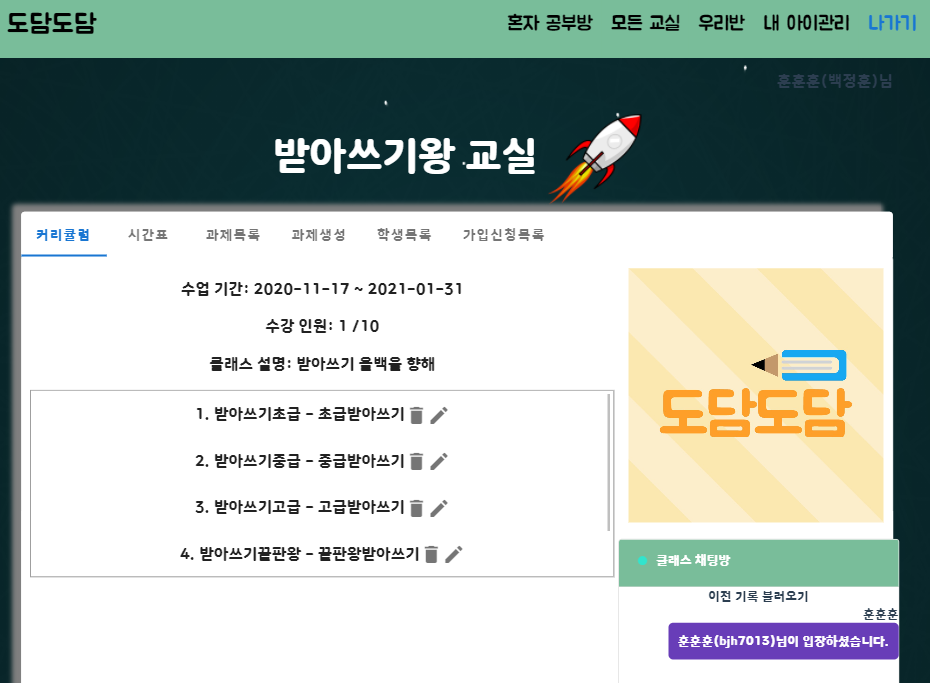 도담도담
혼자 공부방 모든 교실 우리반 내 아이관리 나가기
훈훈훈(백정훈)님
받아쓰기왕 교실
커리큘럼 시간표 과제목록 과제생성 학생목록 가입신청목록
수업 기간: 2020-11-17 ~ 2021-01-31
수강 인원: 1 /10
클래스 설명: 받아쓰기 올백을 향해
1. 받아쓰기초급 - 초급받아쓰기
2. 받아쓰기중급 - 중급받아쓰기
3. 받아쓰기고급 - 고급받아쓰기
4. 받아쓰기끝판왕 - 끝판왕받아쓰기
도담도담
클래스 채팅방
이전 기록 불러오기
훈훈훈
훈훈훈(bjh7013)님이 입장하셨습니다.